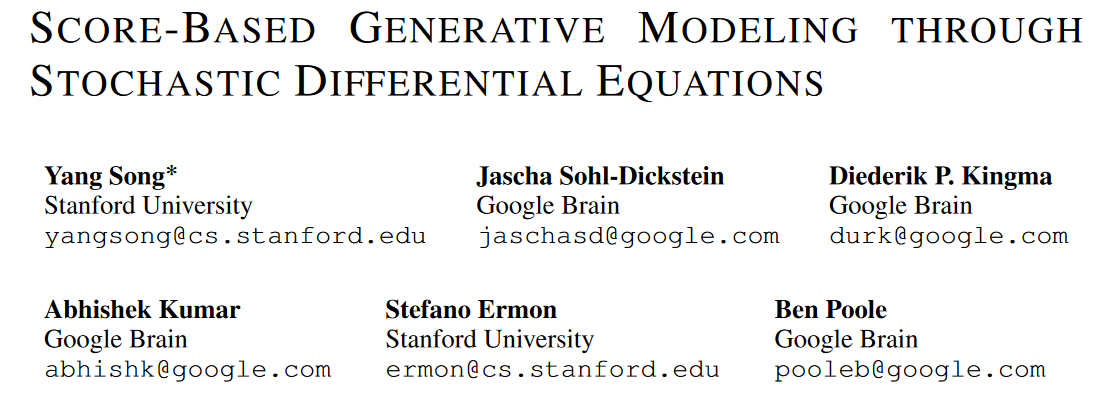 SCORE-BASED GENERATIVE MODELING THROUGH
STOCHASTIC DIFFERENTIAL EQUATIONS
Yang Song* Jascha Sohl-Dickstein Diederik P. Kingma
Stanford University Google Brain Google Brain
yangsong@cs.stanford.edu jaschasd@google.com durk@google.com
Abhishek Kumar Stefano Ermon Ben Poole
Google Brain Stanford University Google Brain
abhishk@google.com ermon@cs.stanford.edu pooleb@google.com